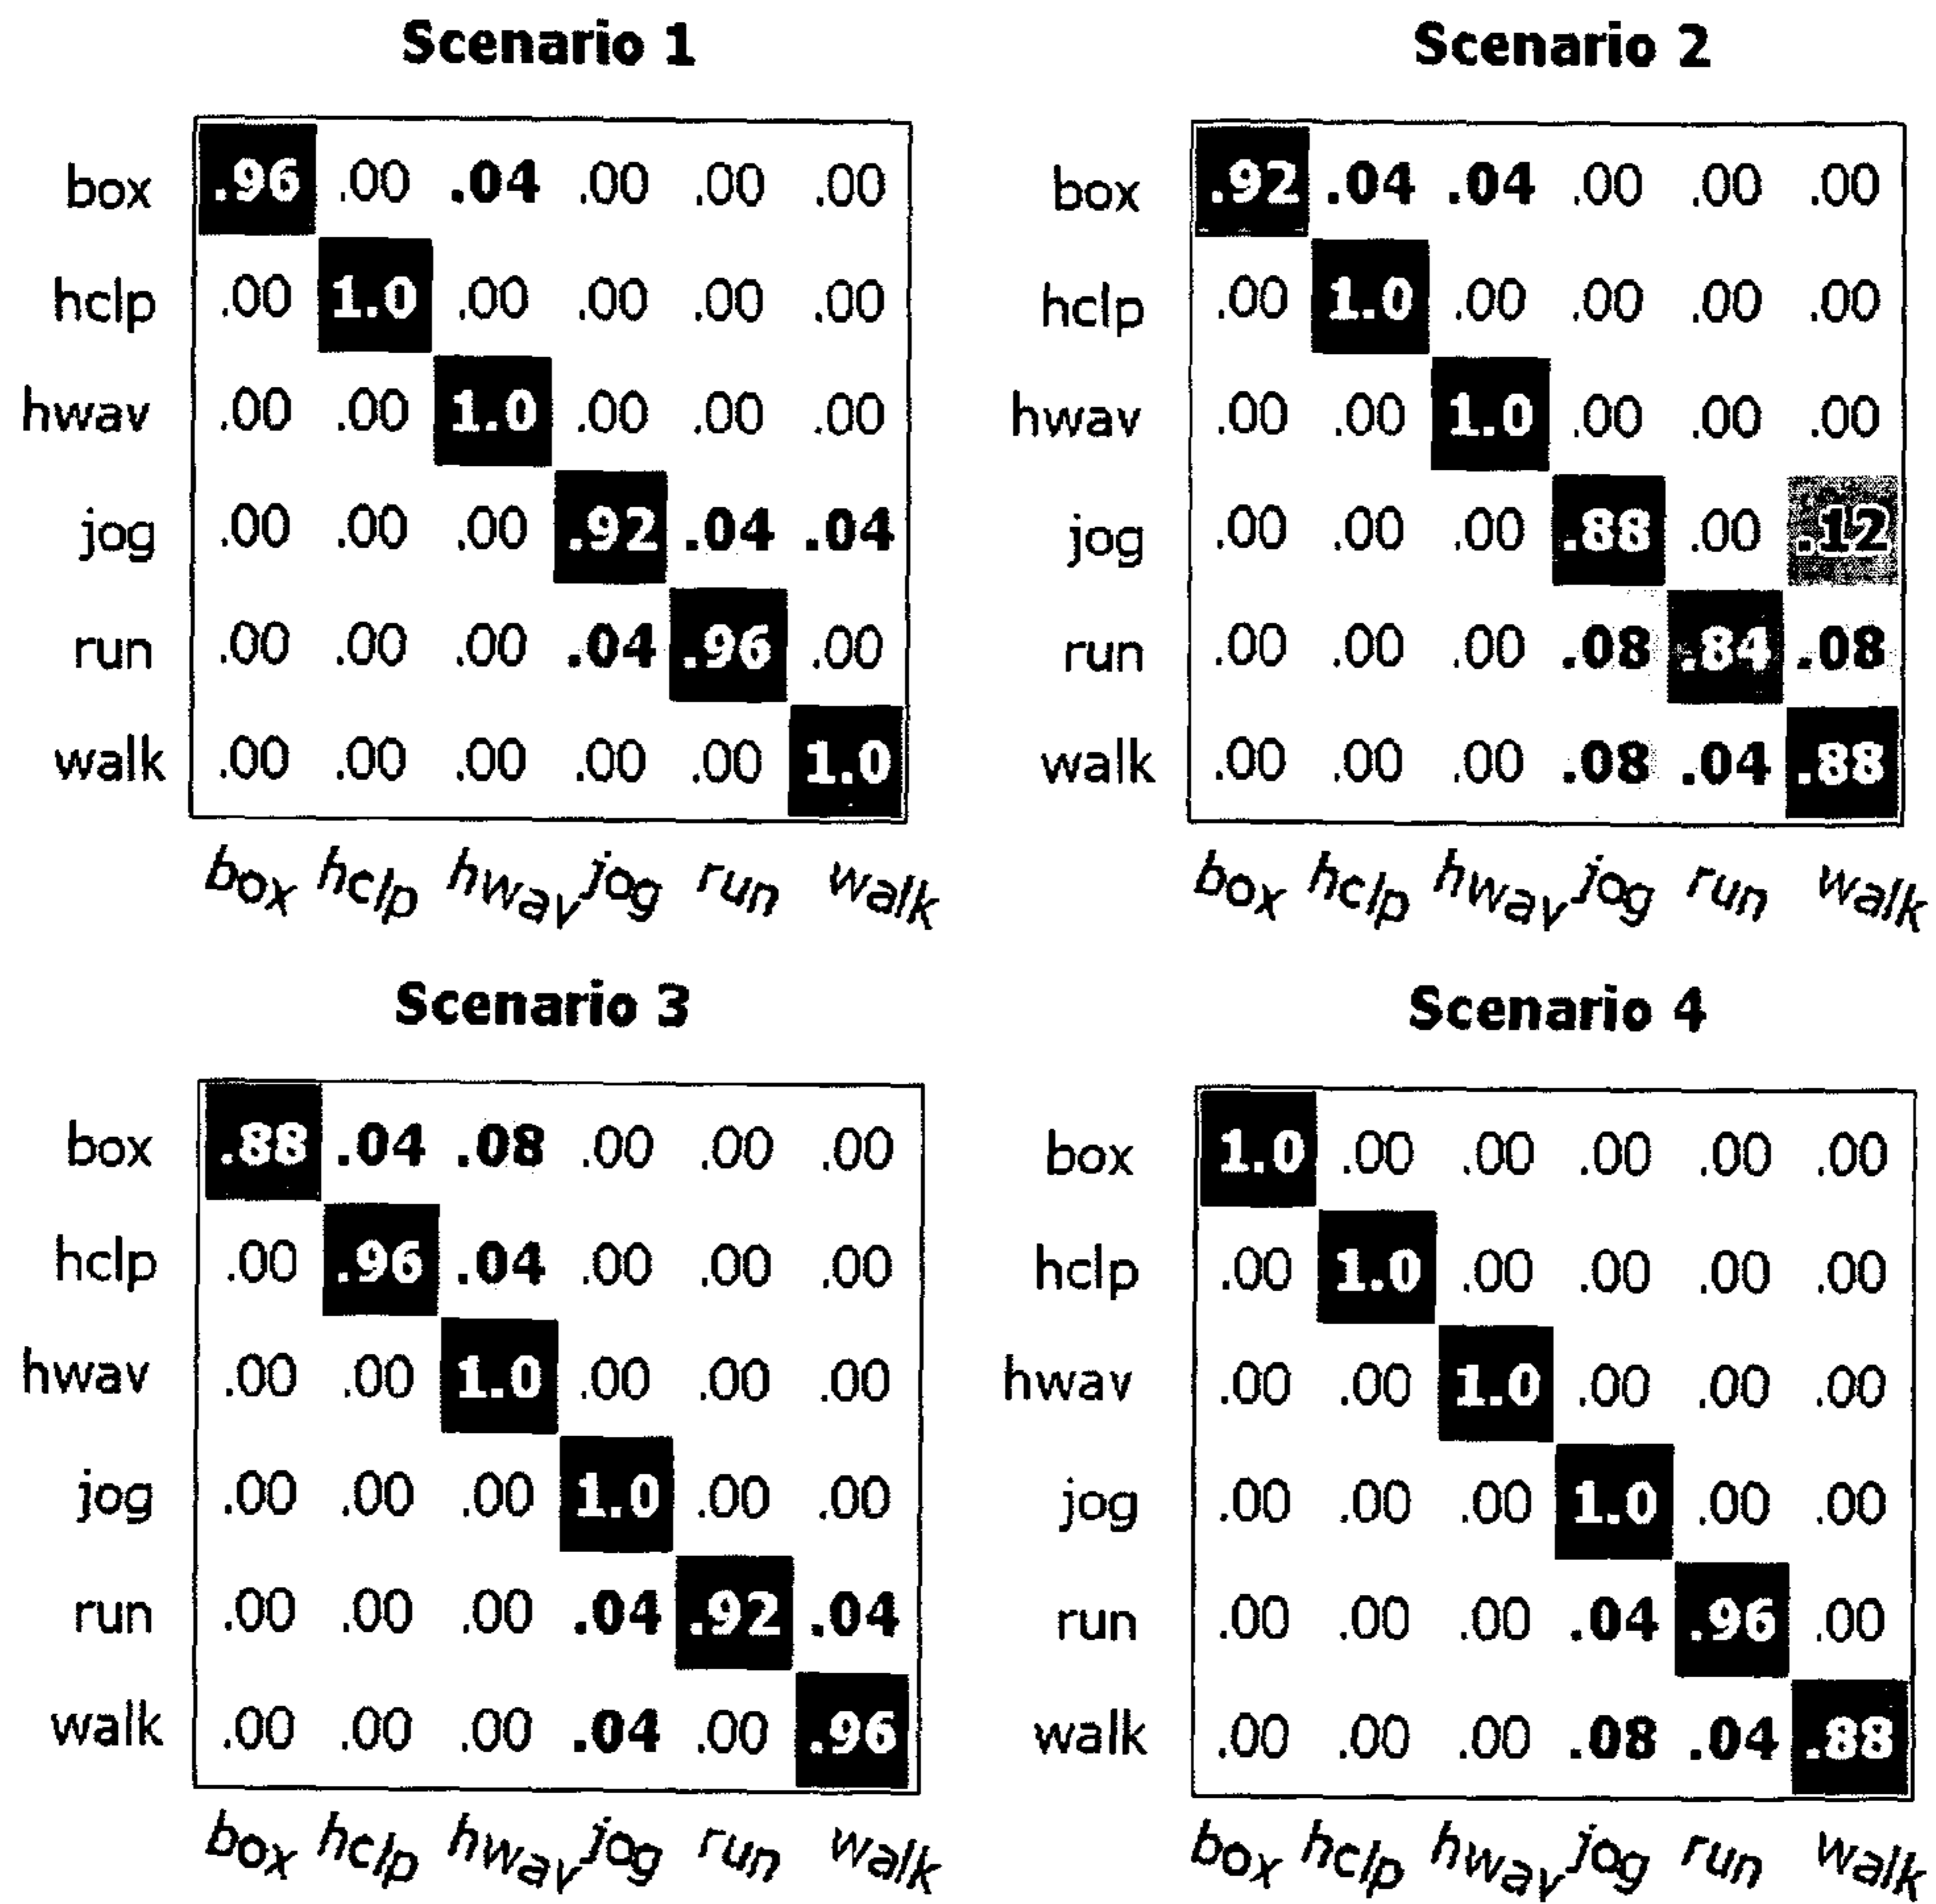 Scenario 1
box .96 .00 .04 .00 .00 .00
hclp .00 1.0 .00 .00 .00 .00
hwav .00 .00 1.0 .00 .00 .00
jog .00 .00 .00 .92 .04 .04
run .00 .00 .00 .04 .96 .00
walk .00 .00 .00 .00 .00 1.0
box hclp hwav jog run walk
Scenario 2
box .92 .04 .04 .00 .00 .00
hclp .00 1.0 .00 .00 .00 .00
hwav .00 .00 1.0 .00 .00 .00
jog .00 .00 .00 .88 .00 .12
run .00 .00 .00 .08 .84 .08
walk .00 .00 .00 .08 .04 .88
box hclp hwav jog run walk
Scenario 3
box .88 .04 .08 .00 .00 .00
hclp .00 .96 .04 .00 .00 .00
hwav .00 .00 1.0 .00 .00 .00
jog .00 .00 .00 1.0 .00 .00
run .00 .00 .00 .04 .92 .04
walk .00 .00 .00 .04 .00 .96
box hclp hwav jog run walk
Scenario 4
box 1.0 .00 .00 .00 .00 .00
hclp .00 1.0 .00 .00 .00 .00
hwav .00 .00 1.0 .00 .00 .00
jog .00 .00 .00 1.0 .00 .00
run .00 .00 .00 .04 .96 .00
walk .00 .00 .00 .08 .04 .88
box hclp hwav jog run walk